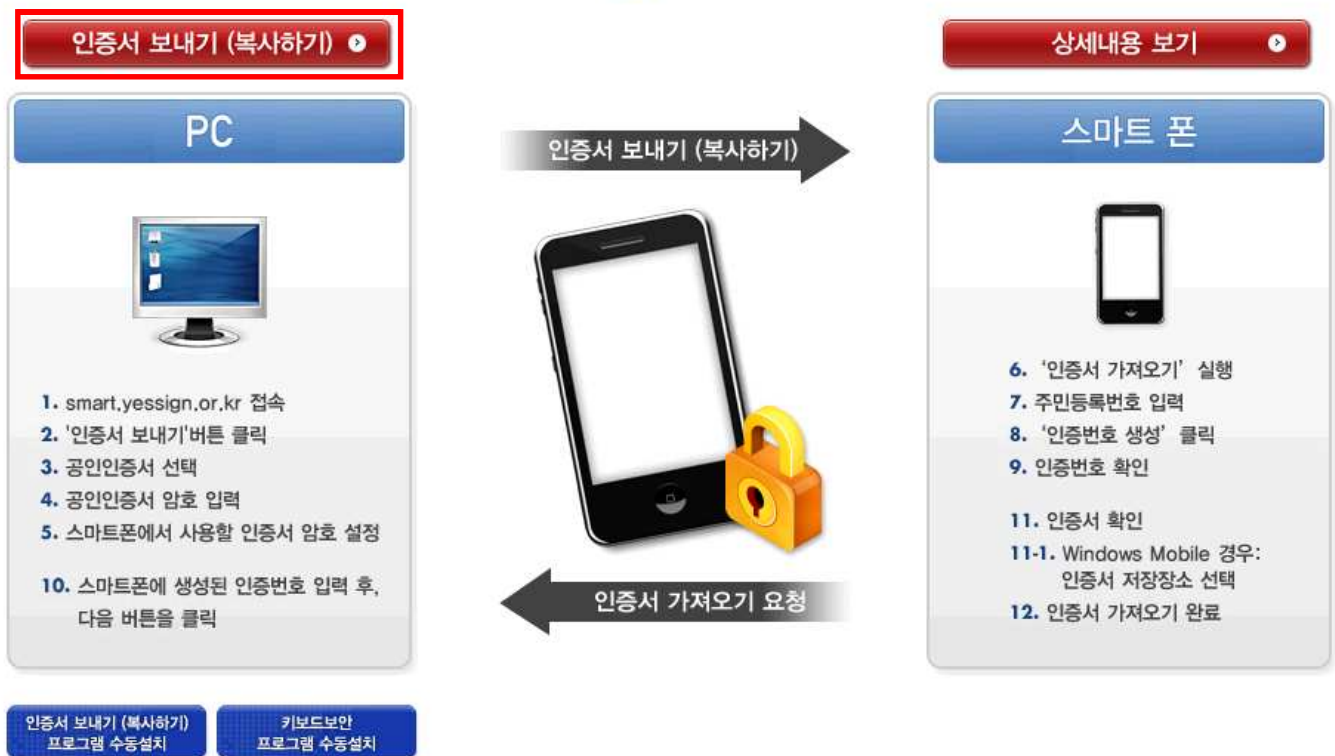 인증서 보내기 (복사하기)
상세내용 보기
PC
1. smart.yessign.or.kr 접속
2. '인증서 보내기'버튼 클릭
3. 공인인증서 선택
4. 공인인증서 암호 입력
5. 스마트폰에서 사용할 인증서 암호 설정
10. 스마트폰에 생성된 인증번호 입력 후,
다음 버튼을 클릭
인증서 보내기 (복사하기)
인증서 가져오기 요청
스마트 폰
6. ‘인증서 가져오기’ 실행
7. 주민등록번호 입력
8. ‘인증번호 생성’ 클릭
9. 인증번호 확인
11. 인증서 확인
11-1. Windows Mobile 경우:
인증서 저장장소 선택
12. 인증서 가져오기 완료
인증서 보내기 (복사하기)
프로그램 수동설치
키보드보안
프로그램 수동설치